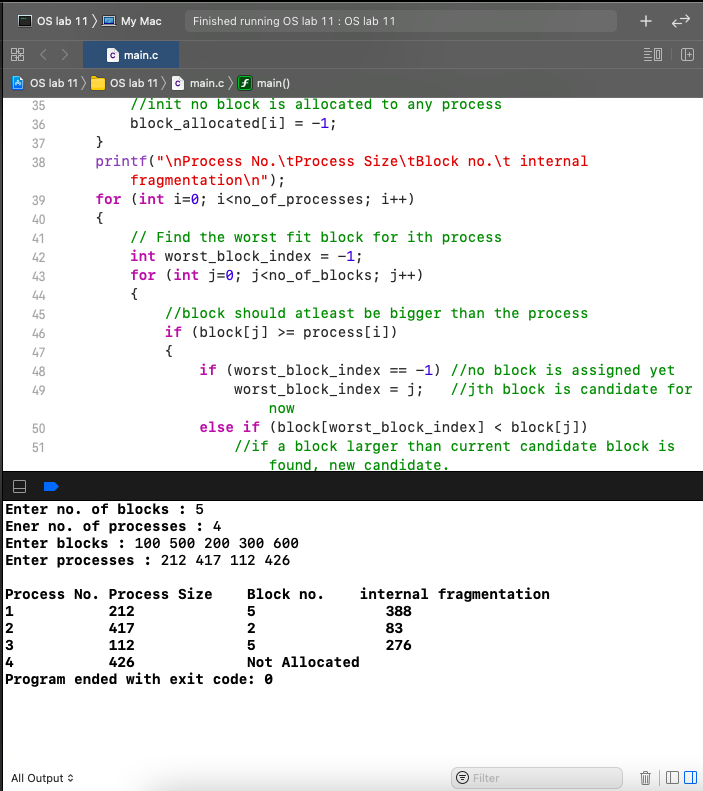 OS lab 11 〉 My Mac
Finished running OS lab 11 : OS lab 11
main.c
OS lab 11 〉 OS lab 11 〉 main.c 〉 main()
35 //init no block is allocated to any process
36 block_allocated[i] = -1;
37 }
38 printf("\nProcess No.\tProcess Size\tBlock no.\t internal
fragmentation\n");
39 for (int i=0; i<no_of_processes; i++)
40 {
41 // Find the worst fit block for ith process
42 int worst_block_index = -1;
43 for (int j=0; j<no_of_blocks; j++)
44 {
45 //block should atleast be bigger than the process
46 if (block[j] >= process[i])
47 {
48 if (worst_block_index == -1) //no block is assigned yet
49 worst_block_index = j; //jth block is candidate for
now
50 else if (block[worst_block_index] < block[j])
51 //if a block larger than current candidate block is
found, new candidate.
Enter no. of blocks : 5
Ener no. of processes : 4
Enter blocks : 100 500 200 300 600
Enter processes : 212 417 112 426
Process No. Process Size Block no. internal fragmentation
1 212 5 388
2 417 2 83
3 112 5 276
4 426 Not Allocated
Program ended with exit code: 0
All Output
Filter